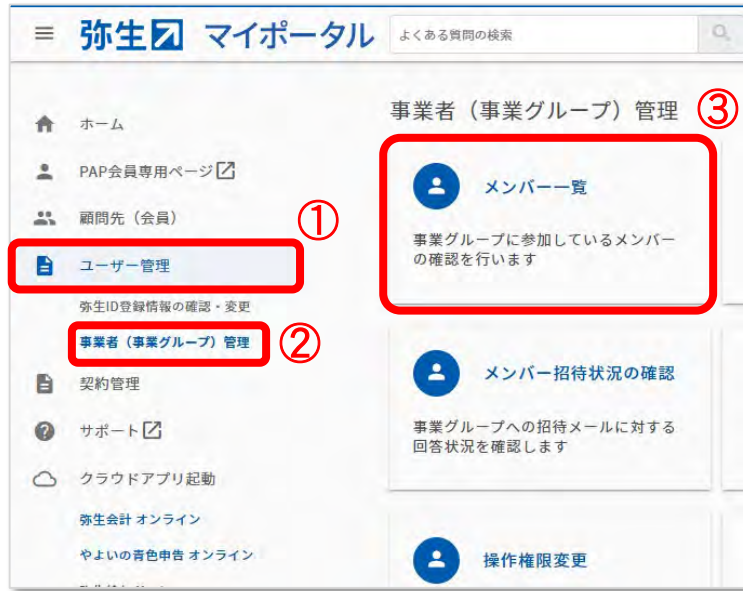 弥生 マイポータル
よくある質問の検索
ホーム
PAP会員専用ページ
顧問先（会員）
①
ユーザー管理
弥生ID登録情報の確認・変更
事業者（事業グループ）管理
②
契約管理
サポート
クラウドアプリ起動
弥生会計 オンライン
やよいの青色申告 オンライン
事業者（事業グループ）管理
③
メンバー一覧
事業グループに参加しているメンバー
の確認を行います
メンバー招待状況の確認
事業グループへの招待メールに対する
回答状況を確認します
操作権限変更